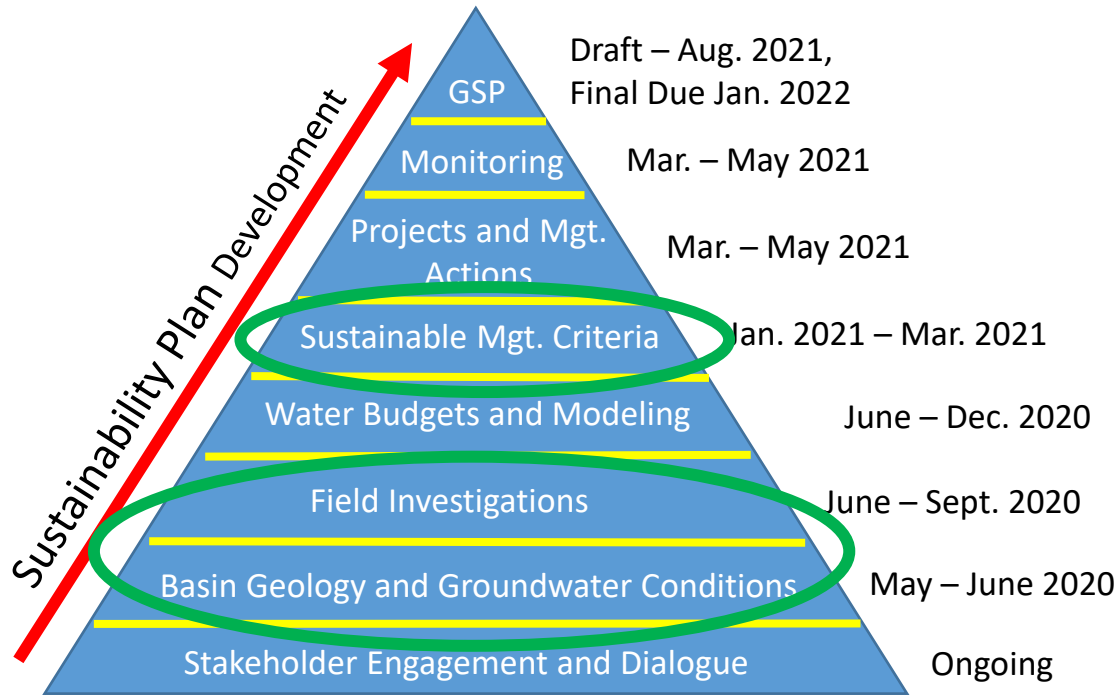 Sustainability Plan Development
GSP
Draft – Aug. 2021,
Final Due Jan. 2022
Monitoring
Mar. – May 2021
Projects and Mgt.
Actions
Mar. – May 2021
Sustainable Mgt. Criteria
Jan. 2021 – Mar. 2021
Water Budgets and Modeling
June – Dec. 2020
Field Investigations
June – Sept. 2020
Basin Geology and Groundwater Conditions
May – June 2020
Stakeholder Engagement and Dialogue
Ongoing